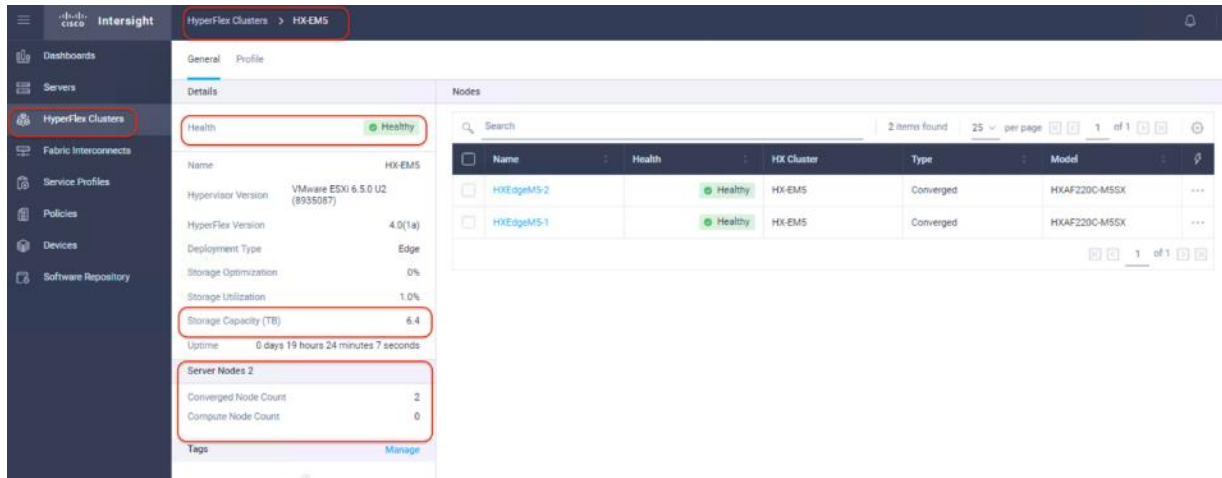 CISCO Intersight
HyperFlex Clusters > HX-EM5
Dashboards
Servers
HyperFlex Clusters
Fabric Interconnects
Service Profiles
Policies
Devices
Software Repository
General Profile
Details
Health Healthy
Name HX-EM5
Hypervisor Version VMware ESXi 6.5.0 U2
(8935087)
HyperFlex Version 4.0(1a)
Deployment Type Edge
Storage Optimization 0%
Storage Utilization 1.0%
Storage Capacity (TB) 6.4
Uptime 0 days 19 hours 24 minutes 7 seconds
Server Nodes 2
Converged Node Count 2
Compute Node Count 0
Tags Manage
Nodes
Search 2 items found 25 per page 1 of 1
Name Health HX Cluster Type Model
HXEdgeM5-2 Healthy HX-EM5 Converged HXAF220C-M5SX
HXEdgeM5-1 Healthy HX-EM5 Converged HXAF220C-M5SX
1 of 1